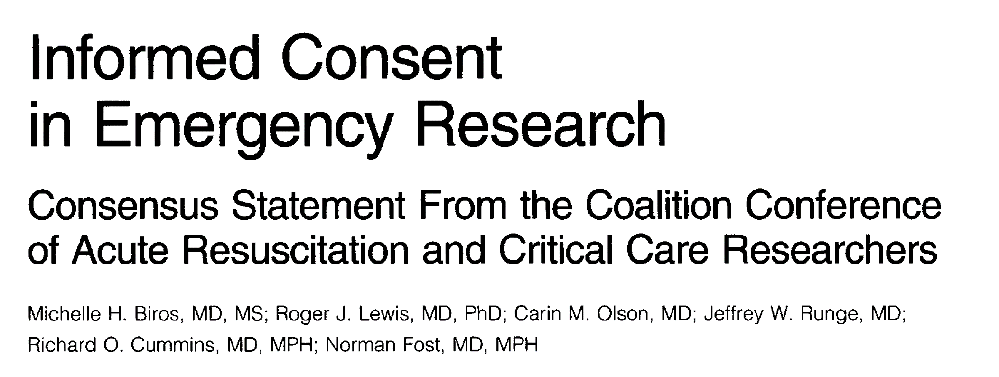 Informed Consent
in Emergency Research
Consensus Statement From the Coalition Conference
of Acute Resuscitation and Critical Care Researchers
Michelle H. Biros, MD, MS; Roger J. Lewis, MD, PhD; Carin M. Olson, MD; Jeffrey W. Runge, MD;
Richard O. Cummins, MD, MPH; Norman Fost, MD, MPH